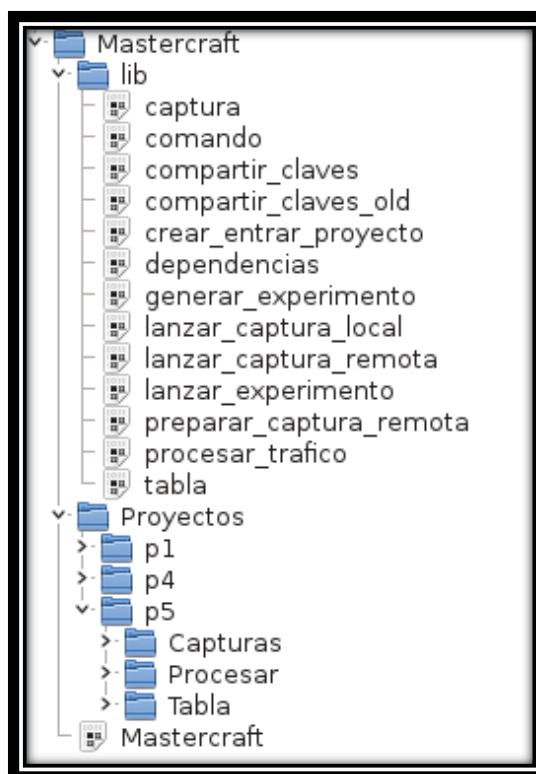 Mastercraft
lib
captura
comando
compartir_claves
compartir_claves_old
crear_entrar_proyecto
dependencias
generar_experimento
lanzar_captura_local
lanzar_captura_remota
lanzar_experimento
preparar_captura_remota
procesar_trafico
tabla
Proyectos
p1
p4
p5
Capturas
Procesar
Tabla
Mastercraft